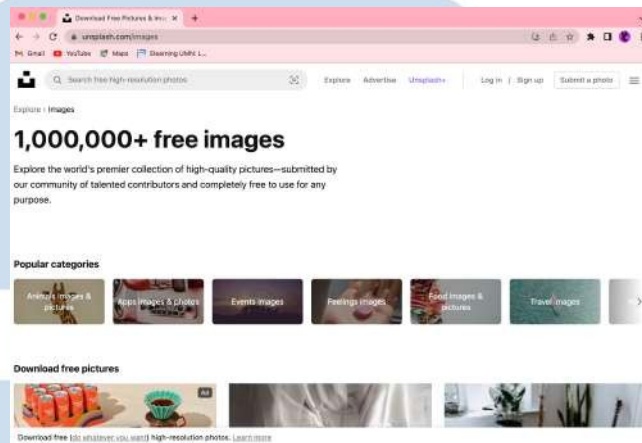 Download Free Pictures & Im
unsplash.com/images
Gmail YouTube Maps Elearning UMN: L...
Search free high-resolution photos
Explore Advertise Unsplash+ Log in / Sign up Submit a photo
Explore › Images
1,000,000+ free images
Explore the world's premier collection of high-quality pictures—submitted by
our community of talented contributors and completely free to use for any
purpose.
Popular categories
Animals images &
pictures
Apps images & photos
Events images
Feelings images
Food images &
pictures
Travel images
Download free pictures
Ad
Download free (do whatever you want) high-resolution photos. Learn more